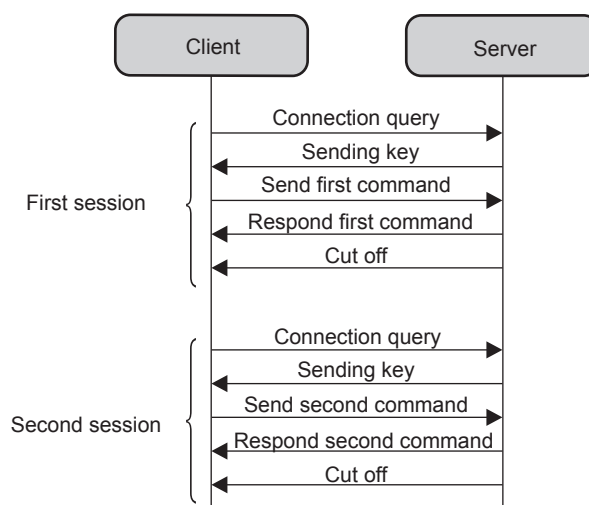 Client
Server
Connection query
Sending key
Send first command
First session
Respond first command
Cut off
Connection query
Sending key
Send second command
Second session
Respond second command
Cut off